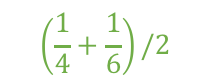 (1/4 + 1/6) /2